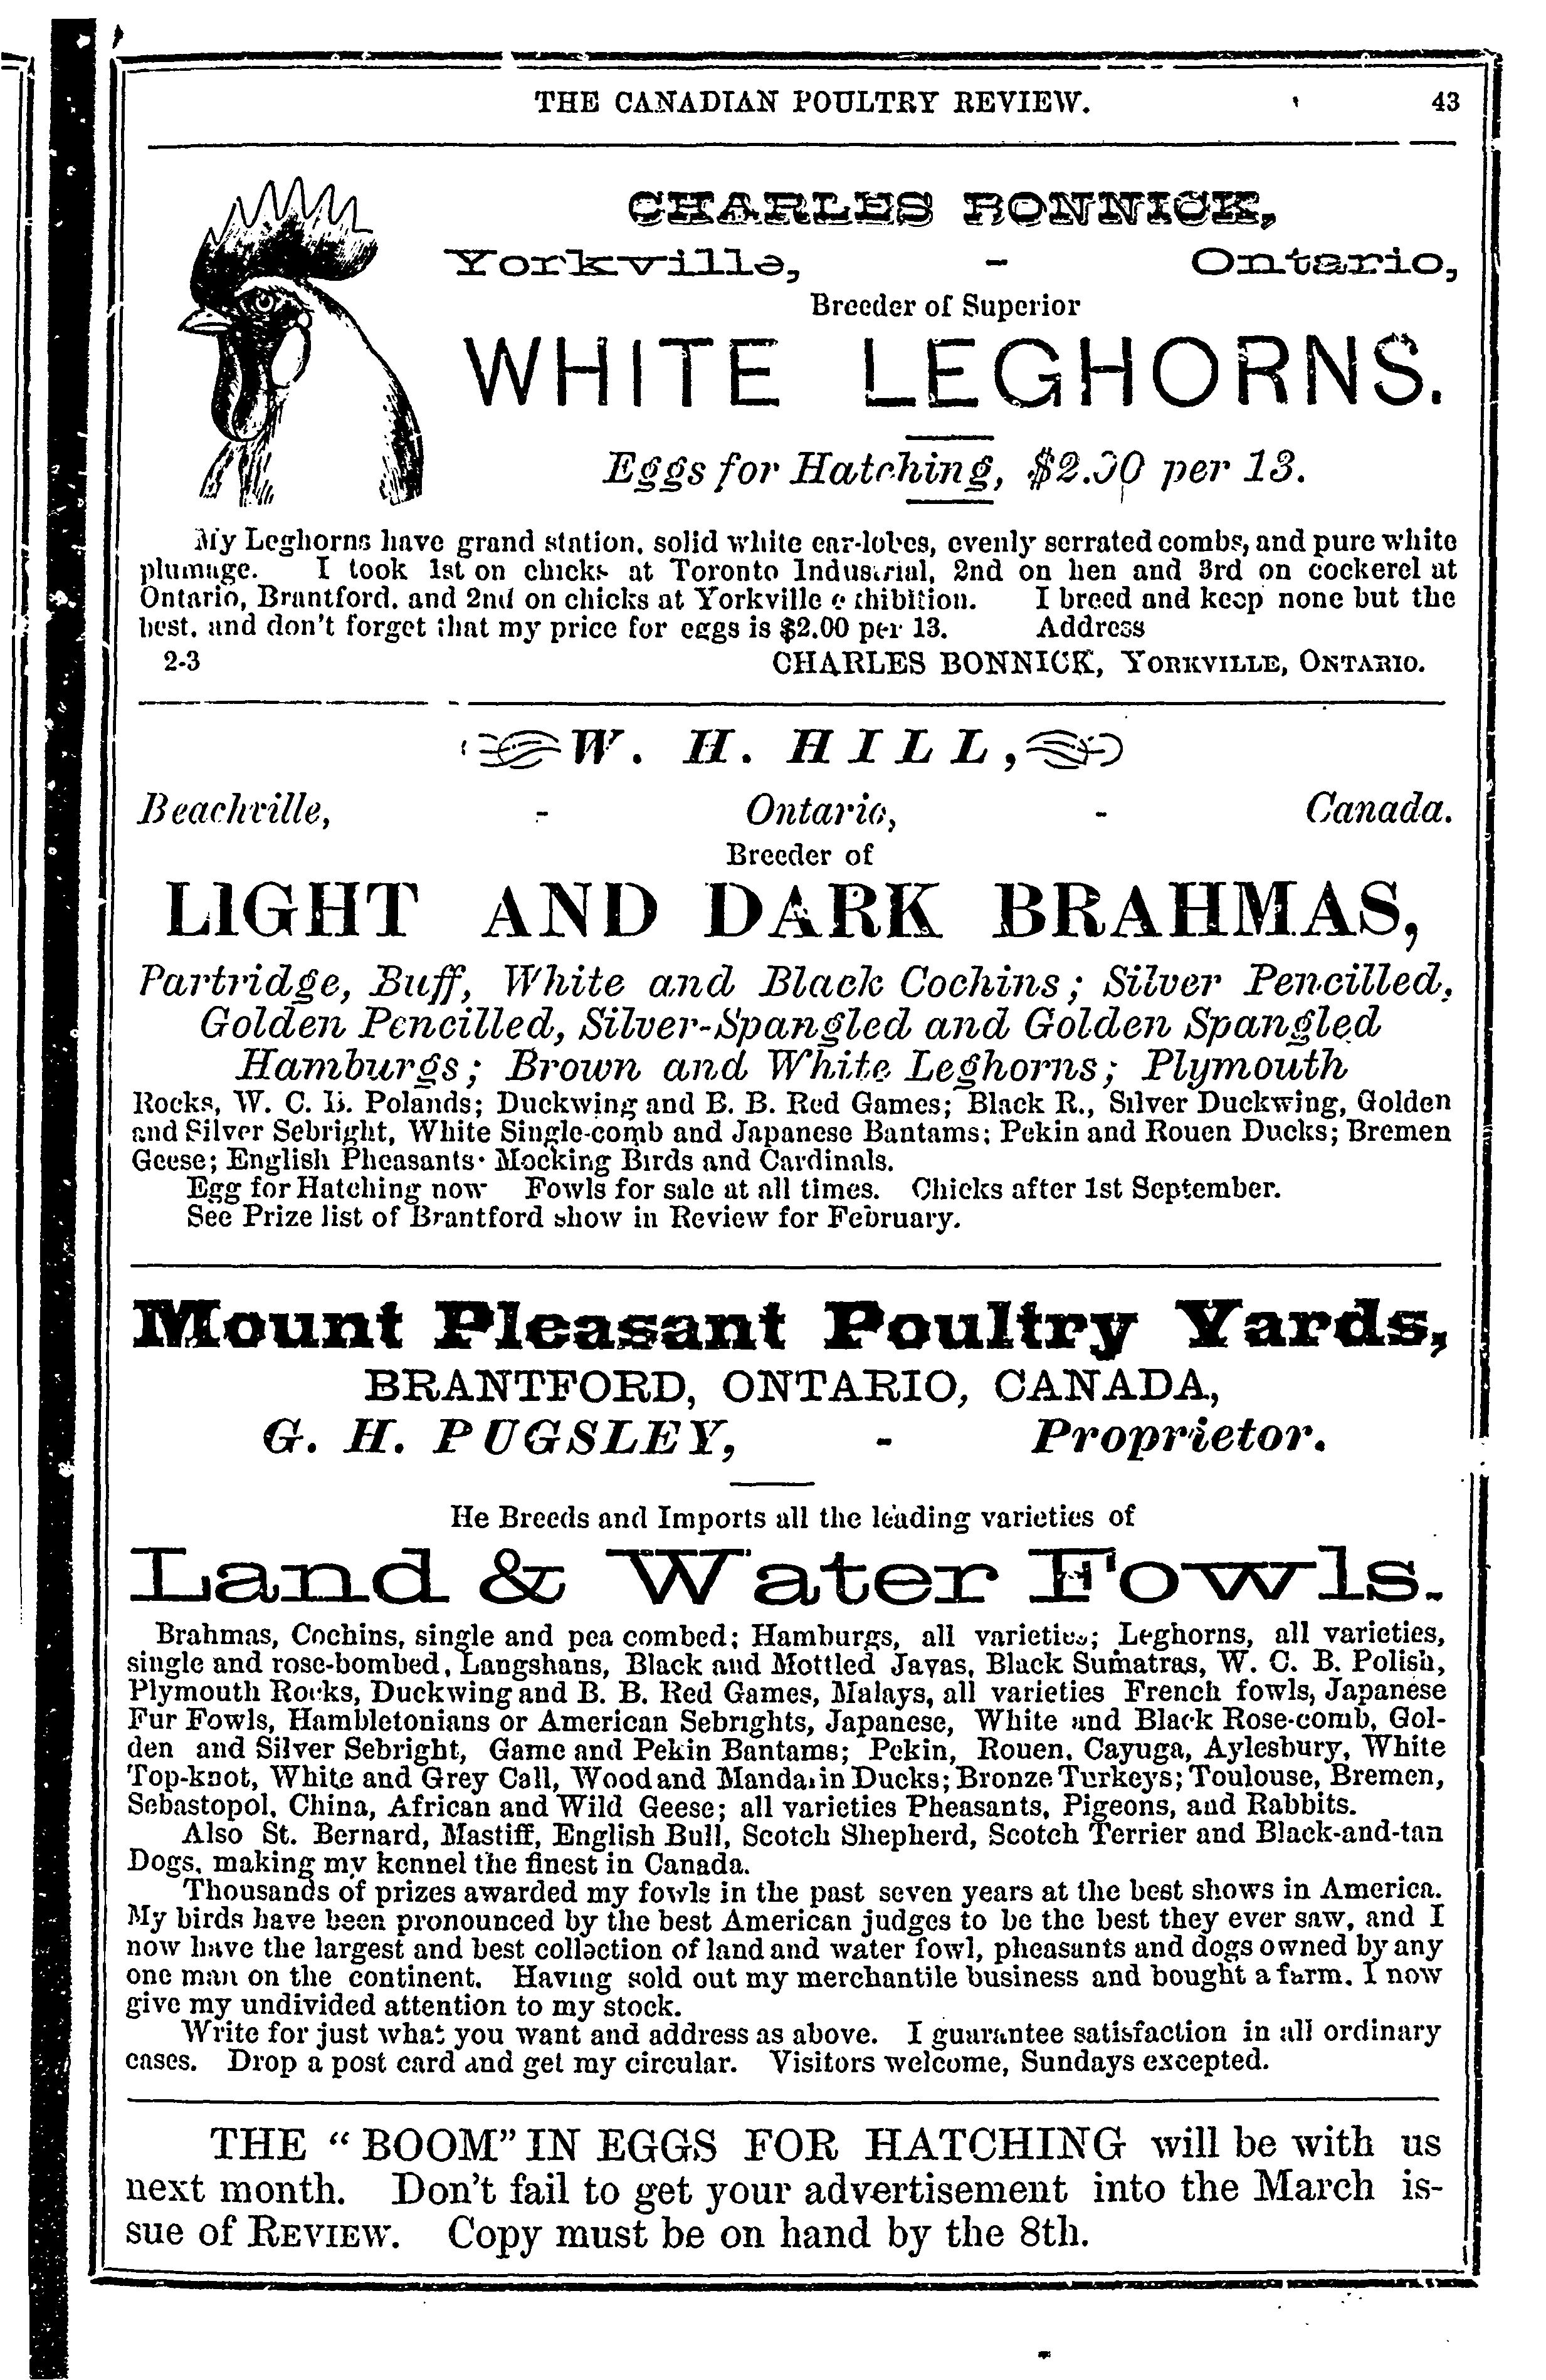 THE CANADIAN POULTRY REVIEW. 43
CHARLES BONNICK,
Yorkville, - Ontario,
Breeder of Superior
WHITE LEGHORNS.
Eggs for Hatching, $2.00 per 13.
My Leghorns have grand station, solid white ear-lobes, evenly serrated combs, and pure white
plumage. I took 1st on chicks at Toronto Industrial, 2nd on hen and 3rd on cockerel at
Ontario, Brantford, and 2nd on chicks at Yorkville exhibition. I breed and keep none but the
best, and don't forget that my price for eggs is $2.00 per 13. Address
2-3 CHARLES BONNICK, YORKVILLE, ONTARIO.
W. H. HILL,
Beachville, - Ontario, - Canada.
Breeder of
LIGHT AND DARK BRAHMAS,
Partridge, Buff, White and Black Cochins; Silver Pencilled,
Golden Pencilled, Silver-Spangled and Golden Spangled
Hamburgs; Brown and White Leghorns; Plymouth
Rocks, W. C. B. Polands; Duckwing and B. B. Red Games; Black R., Silver Duckwing, Golden
and Silver Sebright, White Single-comb and Japanese Bantams; Pekin and Rouen Ducks; Bremen
Geese; English Pheasants; Mocking Birds and Cardinals.
Egg for Hatching now Fowls for sale at all times. Chicks after 1st September.
See Prize list of Brantford show in Review for February.
Mount Pleasant Poultry Yards,
BRANTFORD, ONTARIO, CANADA,
G. H. PUGSLEY, - Proprietor.
He Breeds and Imports all the leading varieties of
Land & Water Fowls.
Brahmas, Cochins, single and pea combed; Hamburgs, all varieties; Leghorns, all varieties,
single and rose-bombed, Langshans, Black and Mottled Javas, Black Sumatras, W. C. B. Polish,
Plymouth Rocks, Duckwing and B. B. Red Games, Malays, all varieties French fowls, Japanese
Fur Fowls, Hambletonians or American Sebrights, Japanese, White and Black Rose-comb, Gol-
den and Silver Sebright, Game and Pekin Bantams; Pekin, Rouen, Cayuga, Aylesbury, White
Top-knot, White and Grey Call, Wood and Mandarin Ducks; Bronze Turkeys; Toulouse, Bremen,
Sebastopol, China, African and Wild Geese; all varieties Pheasants, Pigeons, and Rabbits.
Also St. Bernard, Mastiff, English Bull, Scotch Shepherd, Scotch Terrier and Black-and-tan
Dogs, making my kennel the finest in Canada.
Thousands of prizes awarded my fowls in the past seven years at the best shows in America.
My birds have been pronounced by the best American judges to be the best they ever saw, and I
now have the largest and best collection of land and water fowl, pheasants and dogs owned by any
one man on the continent. Having sold out my merchantile business and bought a farm, I now
give my undivided attention to my stock.
Write for just what you want and address as above. I guarantee satisfaction in all ordinary
cases. Drop a post card and get my circular. Visitors welcome, Sundays excepted.
THE "BOOM" IN EGGS FOR HATCHING will be with us
next month. Don't fail to get your advertisement into the March is-
sue of REVIEW. Copy must be on hand by the 8th.